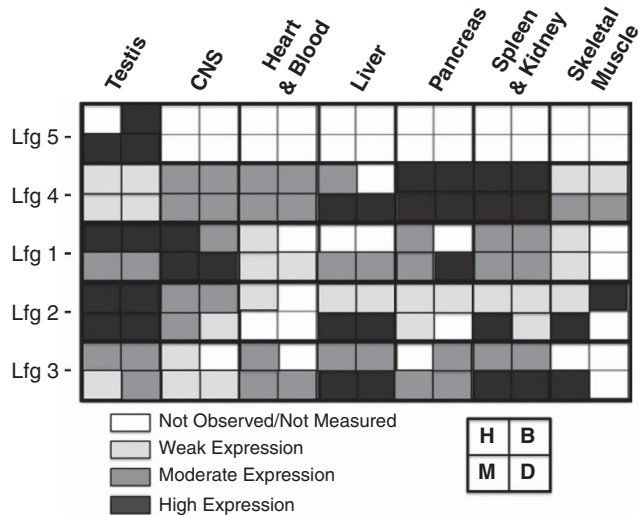 Testis
CNS
Heart
& Blood
Liver
Pancreas
Spleen
& Kidney
Skeletal
Muscle
Lfg 5 -
Lfg 4 -
Lfg 1 -
Lfg 2 -
Lfg 3 -
Not Observed/Not Measured
Weak Expression
Moderate Expression
High Expression
H B
M D